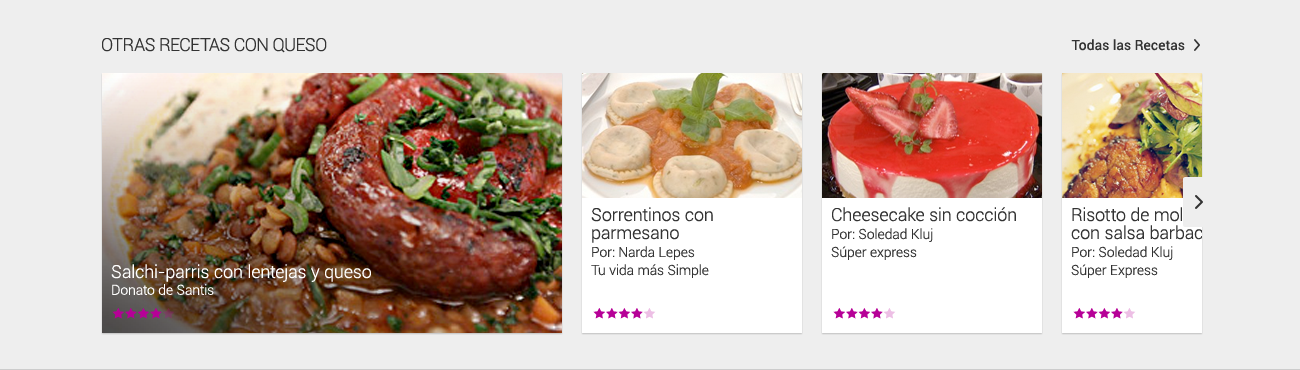 OTRAS RECETAS CON QUESO
Todas las Recetas
Salchi-parris con lentejas y queso
Donato de Santis
Sorrentinos con
parmesano
Por: Narda Lepes
Tu vida más Simple
Cheesecake sin cocción
Por: Soledad Kluj
Súper express
Risotto de mol
con salsa barbac
Por: Soledad Kluj
Súper Express